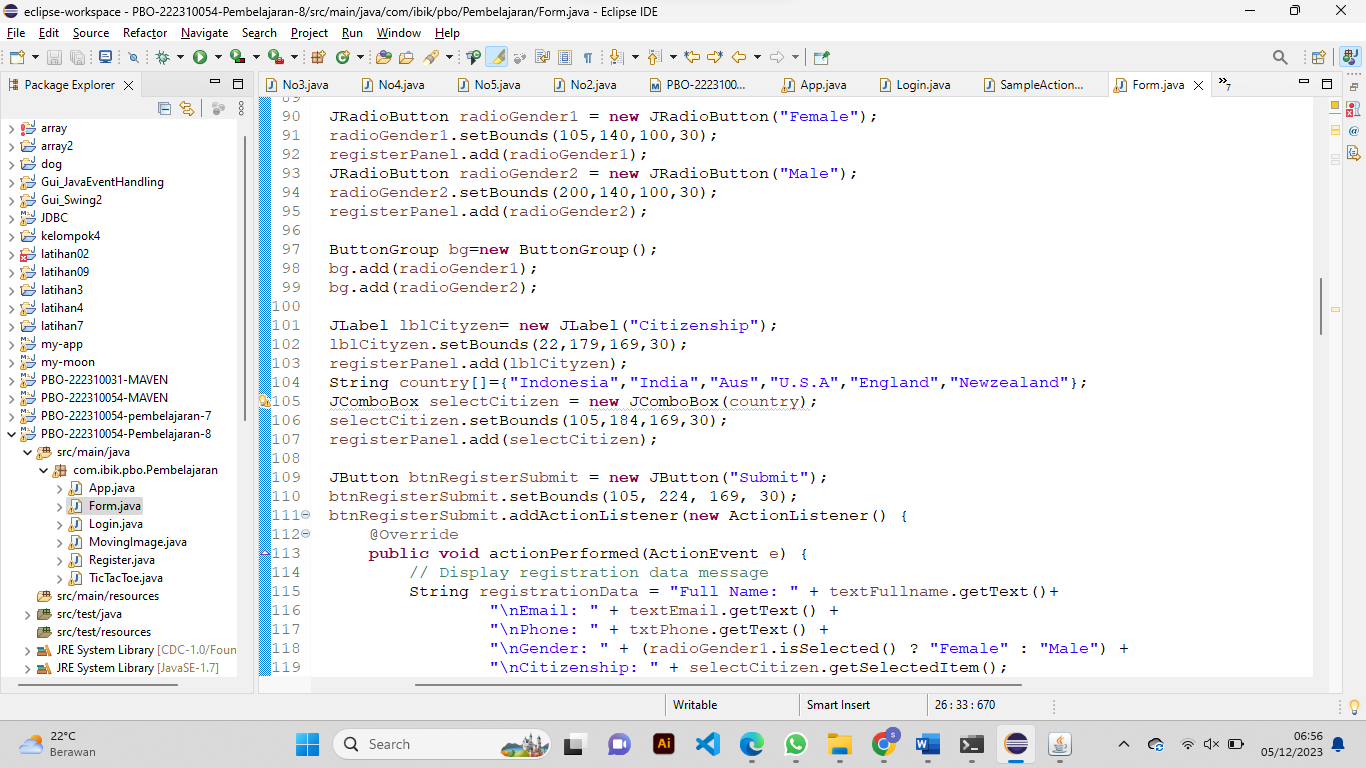 eclipse-workspace - PBO-222310054-Pembelajaran-8/src/main/java/com/ibik/pbo/Pembelajaran/Form.java - Eclipse IDE
File Edit Source Refactor Navigate Search Project Run Window Help
Package Explorer
No3.java No4.java No5.java No2.java PBO-2223100... App.java Login.java SampleAction... Form.java 7
array
array2
dog
Gui_JavaEventHandling
Gui_Swing2
JDBC
kelompok4
latihan02
latihan09
latihan3
latihan4
latihan7
my-app
my-moon
PBO-222310031-MAVEN
PBO-222310054-MAVEN
PBO-222310054-pembelajaran-7
PBO-222310054-Pembelajaran-8
src/main/java
com.ibik.pbo.Pembelajaran
App.java
Form.java
Login.java
MovingImage.java
Register.java
TicTacToe.java
src/main/resources
src/test/java
src/test/resources
JRE System Library [CDC-1.0/Foun
JRE System Library [JavaSE-1.7]
89
90 JRadioButton radioGender1 = new JRadioButton("Female");
91 radioGender1.setBounds(105,140,100,30);
92 registerPanel.add(radioGender1);
93 JRadioButton radioGender2 = new JRadioButton("Male");
94 radioGender2.setBounds(200,140,100,30);
95 registerPanel.add(radioGender2);
96
97 ButtonGroup bg=new ButtonGroup();
98 bg.add(radioGender1);
99 bg.add(radioGender2);
100
101 JLabel lblCityzen= new JLabel("Citizenship");
102 lblCityzen.setBounds(22,179,169,30);
103 registerPanel.add(lblCityzen);
104 String country[]={"Indonesia","India","Aus","U.S.A","England","Newzealand"};
105 JComboBox selectCitizen = new JComboBox(country);
106 selectCitizen.setBounds(105,184,169,30);
107 registerPanel.add(selectCitizen);
108
109 JButton btnRegisterSubmit = new JButton("Submit");
110 btnRegisterSubmit.setBounds(105, 224, 169, 30);
111 btnRegisterSubmit.addActionListener(new ActionListener() {
112 @Override
113 public void actionPerformed(ActionEvent e) {
114 // Display registration data message
115 String registrationData = "Full Name: " + textFullname.getText()+
116 "\nEmail: " + textEmail.getText() +
117 "\nPhone: " + txtPhone.getText() +
118 "\nGender: " + (radioGender1.isSelected() ? "Female" : "Male") +
119 "\nCitizenship: " + selectCitizen.getSelectedItem();
Writable Smart Insert 26 : 33 : 670
22°C
Berawan
Search
06:56
05/12/2023